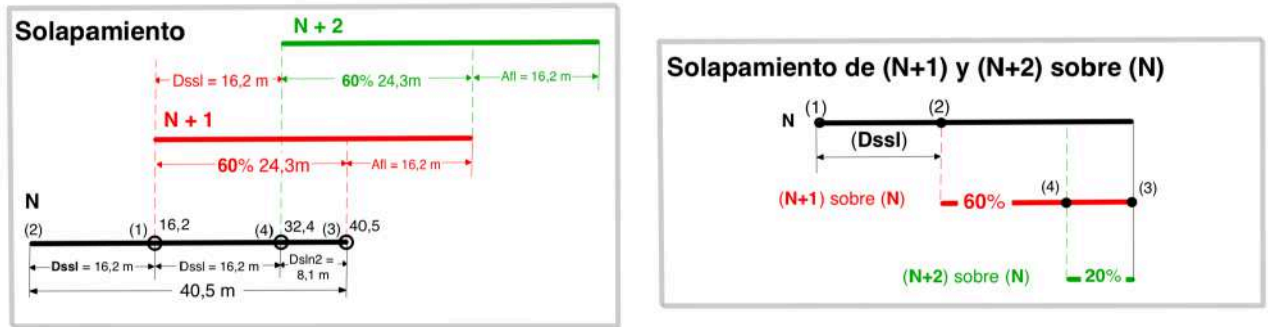 Solapamiento
N + 2
Dssl = 16,2 m
60% 24,3m
Afl = 16,2 m
N + 1
60% 24,3m
Afl = 16,2 m
N
(2)
(1)
16,2
(4)
32,4
(3)
40,5
Dssl = 16,2 m
Dssl = 16,2 m
Dsln2 =
8,1 m
40,5 m
Solapamiento de (N+1) y (N+2) sobre (N)
(1)
(2)
N
(Dssl)
(N+1) sobre (N)
60%
(4)
(3)
(N+2) sobre (N)
20%